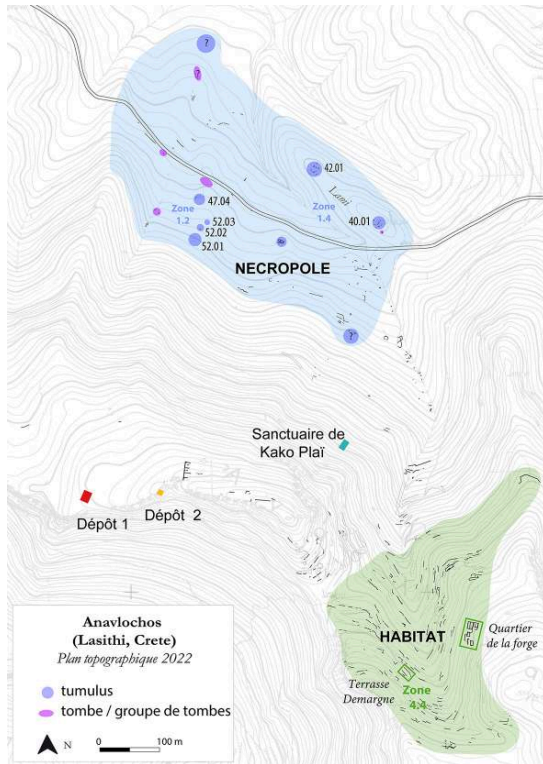 ?
?
42.01
Lami
47.04
Zone
1.2
52.03
52.02
52.01
Zone
1.4
40.01
NECROPOLE
?
Sanctuaire de
Kako Plaï
Dépôt 1
Dépôt 2
HABITAT
Quartier
de la forge
Terrasse
Demargne
Zone
4.4
Anavlochos
(Lasithi, Crete)
Plan topographique 2022
tumulus
tombe / groupe de tombes
N
0
100 m